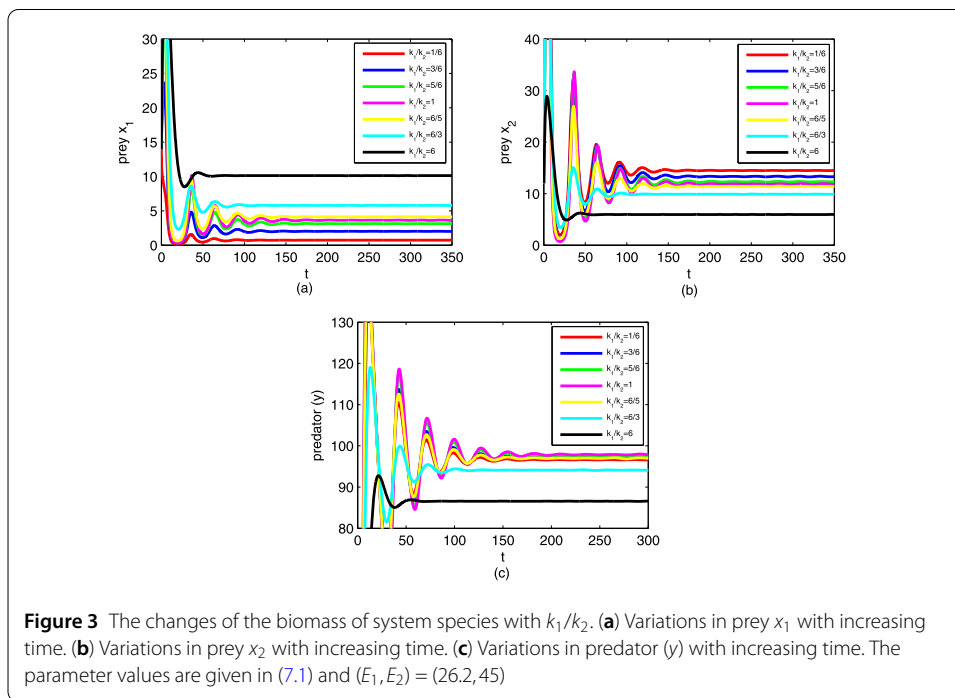 30
25
20
15
10
5
0
prey x₁
0 50 100 150 200 250 300 350
t
(a)
k₁/k₂=1/6
k₁/k₂=3/6
k₁/k₂=5/6
k₁/k₂=1
k₁/k₂=6/5
k₁/k₂=6/3
k₁/k₂=6
40
30
20
10
0
prey x₂
0 50 100 150 200 250 300 350
t
(b)
k₁/k₂=1/6
k₁/k₂=3/6
k₁/k₂=5/6
k₁/k₂=1
k₁/k₂=6/5
k₁/k₂=6/3
k₁/k₂=6
130
120
110
100
90
80
predator (y)
0 50 100 150 200 250 300
t
(c)
k₁/k₂=1/6
k₁/k₂=3/6
k₁/k₂=5/6
k₁/k₂=1
k₁/k₂=6/5
k₁/k₂=6/3
k₁/k₂=6
Figure 3 The changes of the biomass of system species with k₁/k₂. (a) Variations in prey x₁ with increasing
time. (b) Variations in prey x₂ with increasing time. (c) Variations in predator (y) with increasing time. The
parameter values are given in (7.1) and (E₁, E₂) = (26.2, 45)